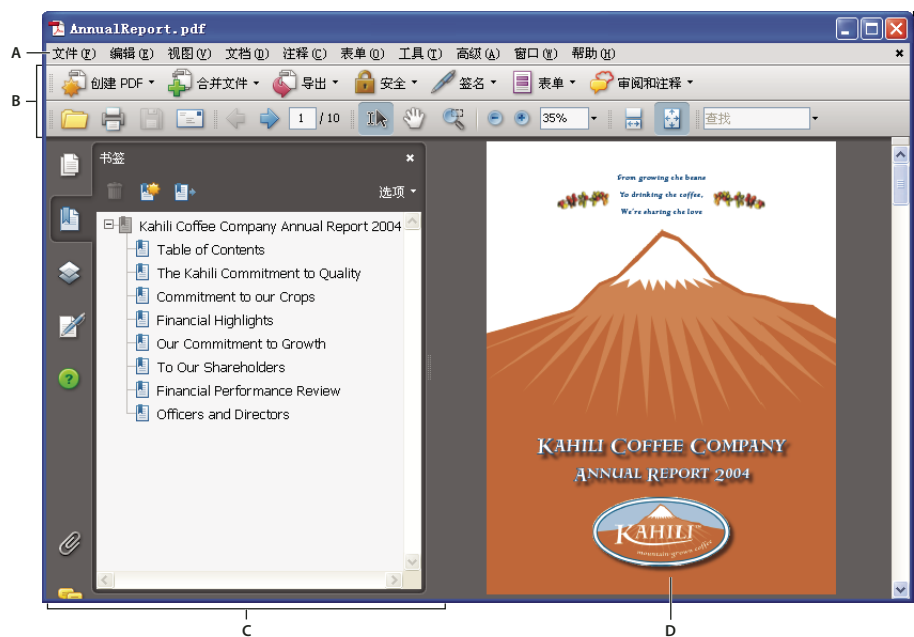 AnnualReport.pdf
A
文件(F) 编辑(E) 视图(V) 文档(D) 注释(C) 表单(O) 工具(T) 高级(A) 窗口(W) 帮助(H)
B
创建 PDF 合并文件 导出 安全 签名 表单 审阅和注释
1 / 10 35% 查找
书签
选项
Kahili Coffee Company Annual Report 2004
Table of Contents
The Kahili Commitment to Quality
Commitment to our Crops
Financial Highlights
Our Commitment to Growth
To Our Shareholders
Financial Performance Review
Officers and Directors
From growing the beans
To drinking the coffee,
We're sharing the love
KAHILI COFFEE COMPANY
ANNUAL REPORT 2004
KAHILI™
mountain grown coffee
C
D